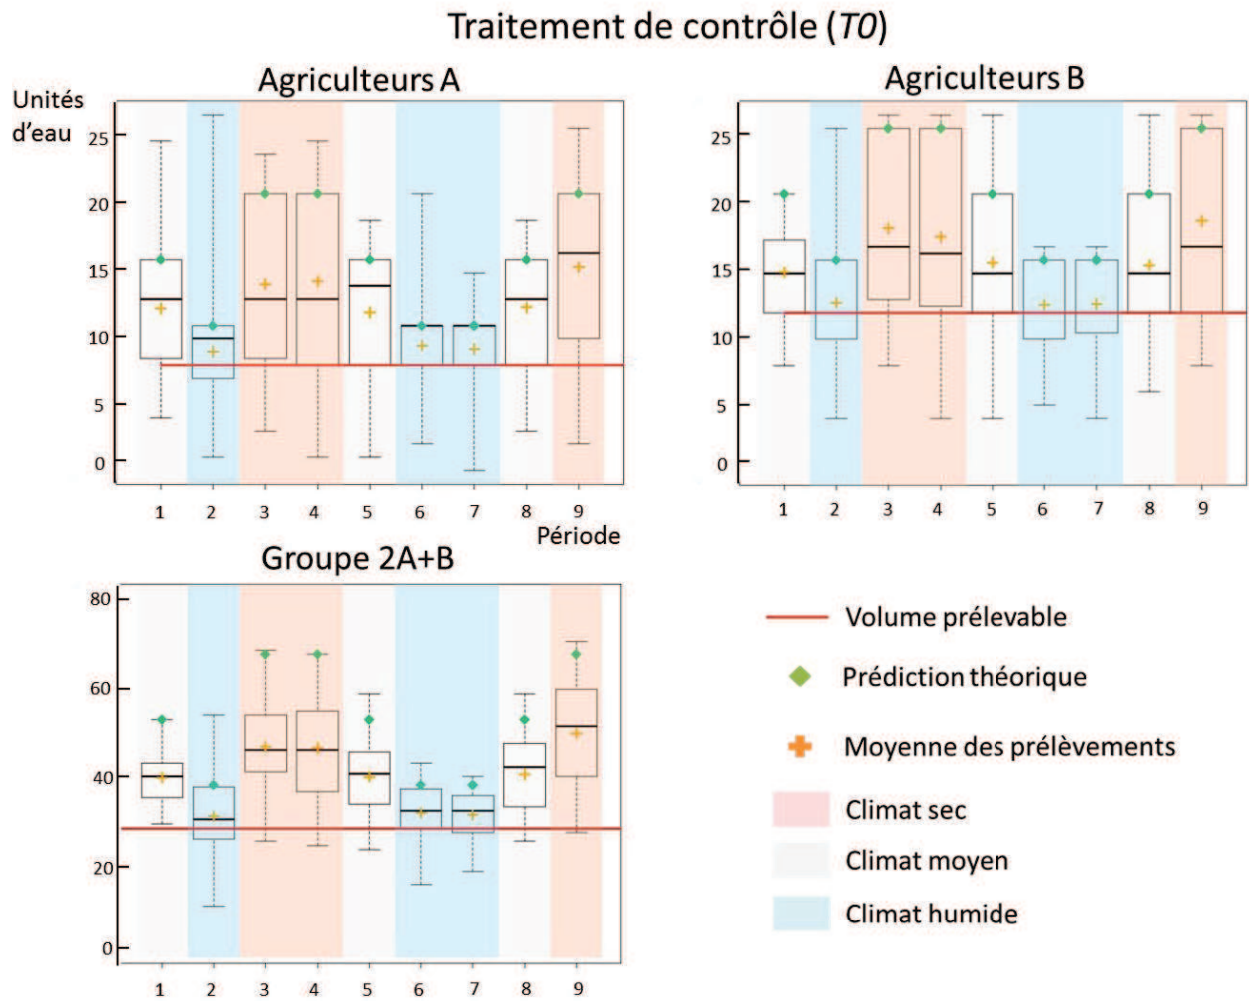 Traitement de contrôle (T0)
Agriculteurs A
Unités
d'eau
25
20
15
10
5
0
1 2 3 4 5 6 7 8 9
Période
Agriculteurs B
25
20
15
10
5
0
1 2 3 4 5 6 7 8 9
Groupe 2A+B
80
60
40
20
0
1 2 3 4 5 6 7 8 9
Volume prélevable
Prédiction théorique
Moyenne des prélèvements
Climat sec
Climat moyen
Climat humide